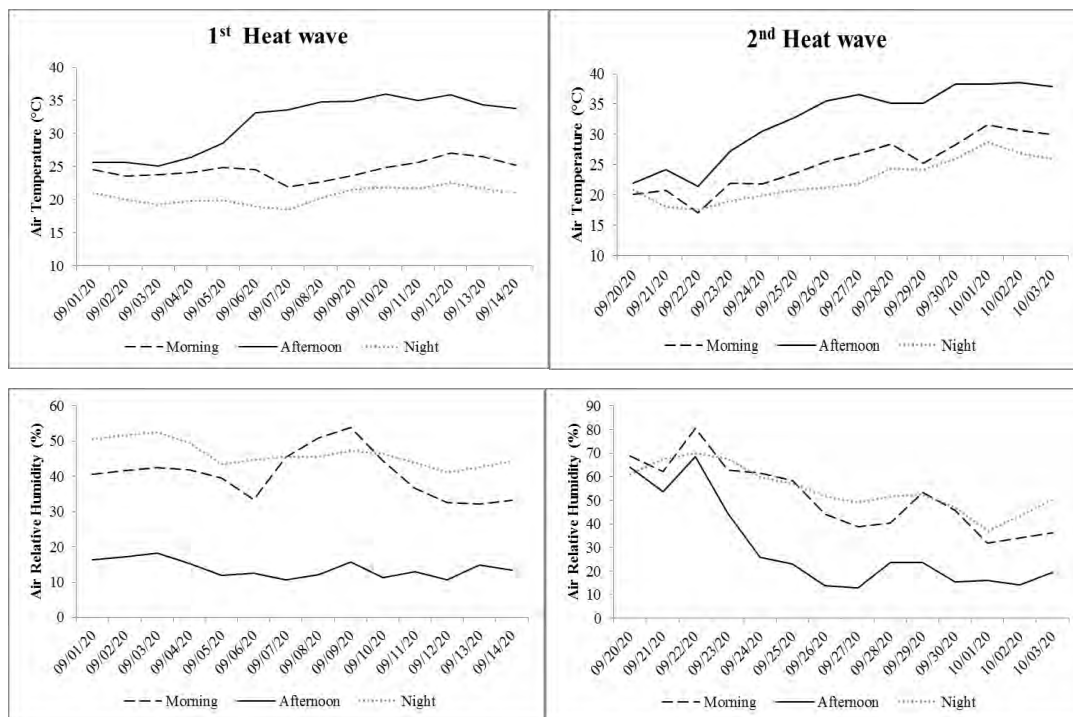 1st Heat wave
Air Temperature (°C)
40
35
30
25
20
15
10
09/01/20 09/02/20 09/03/20 09/04/20 09/05/20 09/06/20 09/07/20 09/08/20 09/09/20 09/10/20 09/11/20 09/12/20 09/13/20 09/14/20
Morning Afternoon Night
2nd Heat wave
Air Temperature (°C)
40
35
30
25
20
15
10
09/20/20 09/21/20 09/22/20 09/23/20 09/24/20 09/25/20 09/26/20 09/27/20 09/28/20 09/29/20 09/30/20 10/01/20 10/02/20 10/03/20
Morning Afternoon Night
Air Relative Humidity (%)
60
50
40
30
20
10
0
09/01/20 09/02/20 09/03/20 09/04/20 09/05/20 09/06/20 09/07/20 09/08/20 09/09/20 09/10/20 09/11/20 09/12/20 09/13/20 09/14/20
Morning Afternoon Night
Air Relative Humidity (%)
90
80
70
60
50
40
30
20
10
0
09/20/20 09/21/20 09/22/20 09/23/20 09/24/20 09/25/20 09/26/20 09/27/20 09/28/20 09/29/20 09/30/20 10/01/20 10/02/20 10/03/20
Morning Afternoon Night